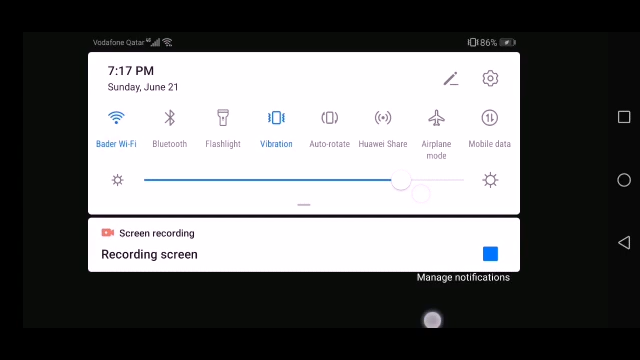 Vodafone Qatar 4G 86%
7:17 PM
Sunday, June 21
Bader Wi-Fi Bluetooth Flashlight Vibration Auto-rotate Huawei Share Airplane mode Mobile data
Screen recording
Recording screen
Manage notifications